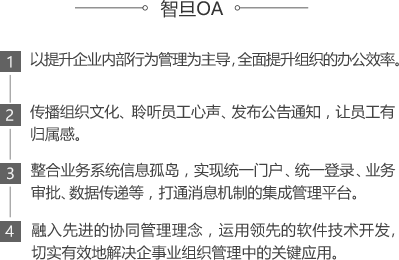 智旦OA
1 以提升企业内部行为管理为主导，全面提升组织的办公效率。
2 传播组织文化、聆听员工心声、发布公告通知，让员工有
归属感。
3 整合业务系统信息孤岛，实现统一门户、统一登录、业务
审批、数据传递等，打通消息机制的集成管理平台。
4 融入先进的协同管理理念，运用领先的软件技术开发，
切实有效地解决企事业组织管理中的关键应用。